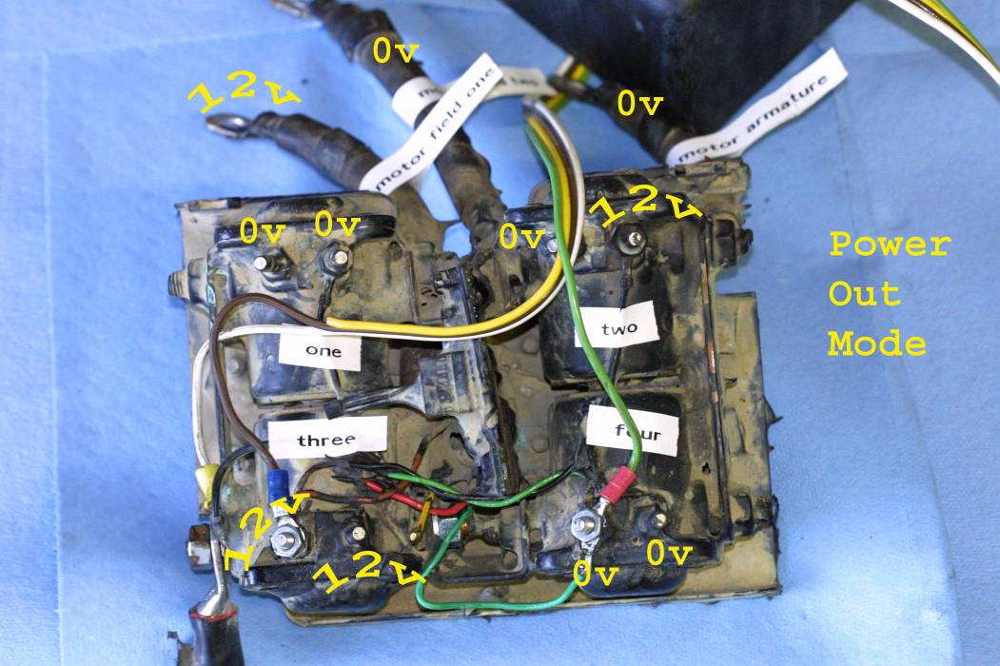 0v
12v
motor field one
0v
motor armature
0v
0v
0v
12v
Power
Out
Mode
one
two
three
four
12v
12v
0v
0v